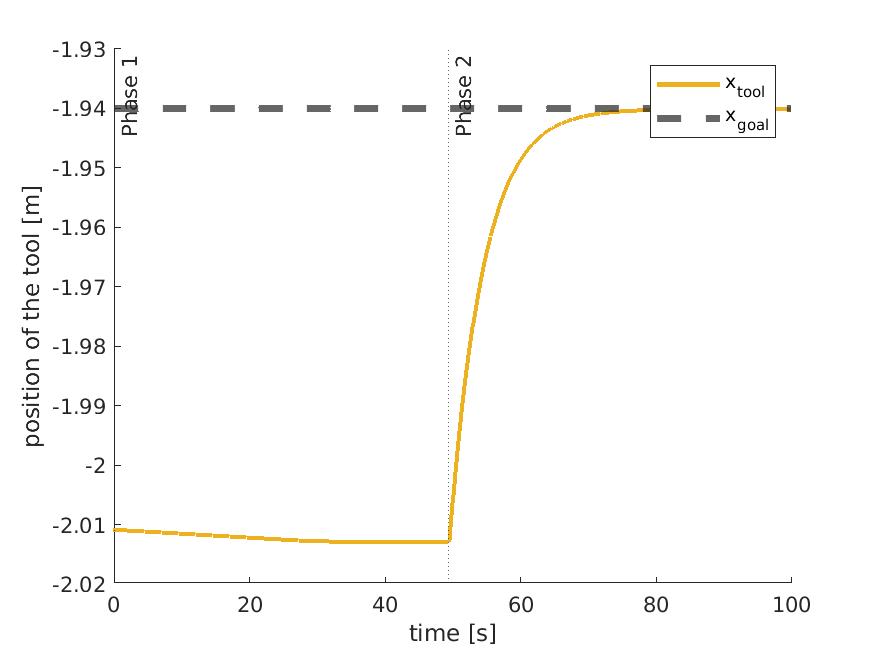 -1.93
-1.94
-1.95
-1.96
-1.97
-1.98
-1.99
-2
-2.01
-2.02
position of the tool [m]
Phase 1
Phase 2
x_tool
x_goal
0 20 40 60 80 100
time [s]